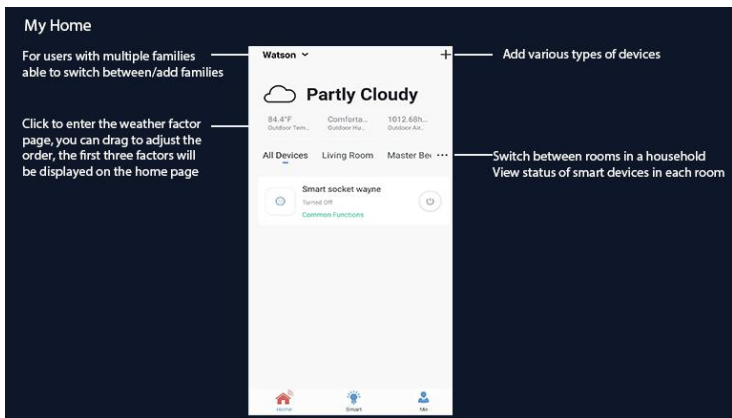 My Home
For users with multiple families
able to switch between/add families
Click to enter the weather factor
page, you can drag to adjust the
order, the first three factors will
be displayed on the home page
Watson
Partly Cloudy
84.4°F Comforta... 1012.68h...
Outdoor Tem... Outdoor Hu... Outdoor Air...
All Devices Living Room Master Be
Smart socket wayne
Turned Off
Common Functions
Home Smart Me
Add various types of devices
Switch between rooms in a household
View status of smart devices in each room